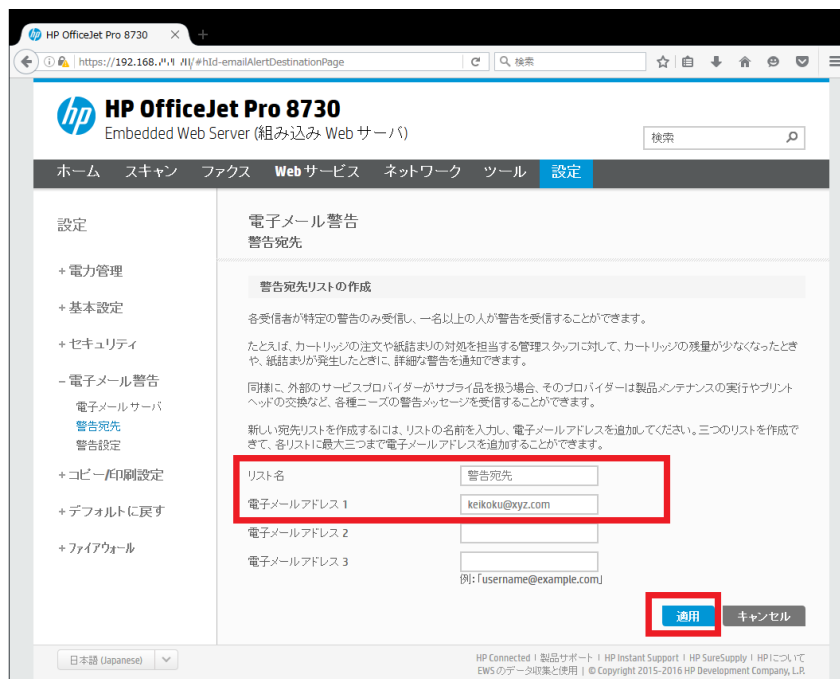 HP OfficeJet Pro 8730
https://192.168. /#hId-emailAlertDestinationPage
検索
HP OfficeJet Pro 8730
Embedded Web Server (組み込み Web サーバ)
検索
ホーム スキャン ファクス Webサービス ネットワーク ツール 設定
設定
+ 電力管理
+ 基本設定
+ セキュリティ
- 電子メール警告
電子メール サーバ
警告宛先
警告設定
+ コピー/印刷設定
+ デフォルトに戻す
+ ファイアウォール
電子メール警告
警告宛先
警告宛先リストの作成
各受信者が特定の警告のみ受信し、一名以上の人が警告を受信することができます。
たとえば、カートリッジの注文や紙詰まりの対処を担当する管理スタッフに対して、カートリッジの残量が少なくなったとき
や、紙詰まりが発生したときに、詳細な警告を通知できます。
同様に、外部のサービスプロバイダーがサプライ品を扱う場合、そのプロバイダーは製品メンテナンスの実行やプリント
ヘッドの交換など、各種ニーズの警告メッセージを受信することができます。
新しい宛先リストを作成するには、リストの名前を入力し、電子メール アドレスを追加してください。三つのリストを作成で
きて、各リストに最大三つまで電子メール アドレスを追加することができます。
リスト名 警告宛先
電子メール アドレス 1 keikoku@xyz.com
電子メール アドレス 2
電子メール アドレス 3
例:「username@example.com」
適用 キャンセル
日本語 (Japanese)
HP Connected | 製品サポート | HP Instant Support | HP SureSupply | HP について
EWS のデータ収集と使用 | © Copyright 2015-2016 HP Development Company, L.P.